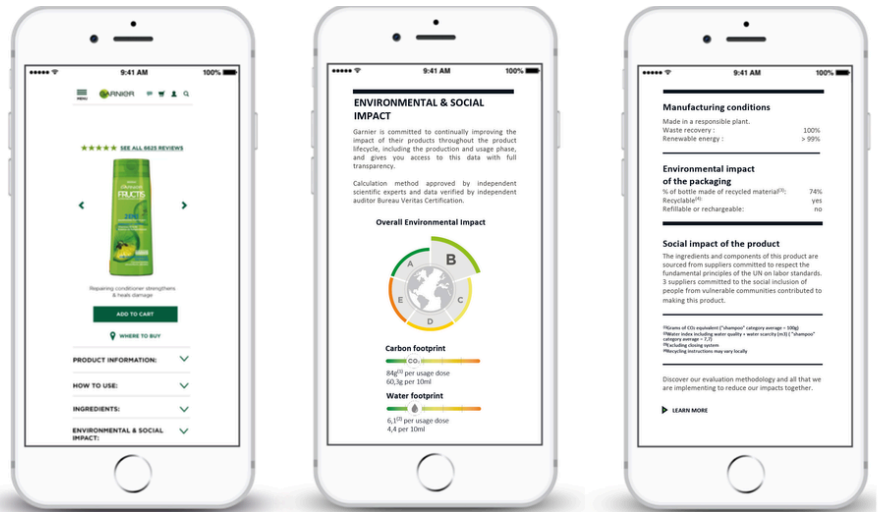 9:41 AM
100%
MENU
GARNIER
SEE ALL 8625 REVIEWS
FRUCTIS
Repairing conditioner strengthens
& heals damage
ADD TO CART
WHERE TO BUY
PRODUCT INFORMATION:
HOW TO USE:
INGREDIENTS:
ENVIRONMENTAL & SOCIAL
IMPACT:
9:41 AM
100%
ENVIRONMENTAL & SOCIAL
IMPACT
Garnier is committed to continually improving the
impact of their products throughout the product
lifecycle, including the production and usage phase,
and gives you access to this data with full
transparency.
Calculation method approved by independent
scientific experts and data verified by independent
auditor Bureau Veritas Certification.
Overall Environmental Impact
A
B
C
D
E
Carbon footprint
CO₂
84g⁽¹⁾ per usage dose
60,3g per 10ml
Water footprint
6,1⁽²⁾ per usage dose
4,4 per 10ml
9:41 AM
100%
Manufacturing conditions
Made in a responsible plant.
Waste recovery : 100%
Renewable energy : > 99%
Environmental impact
of the packaging
% of bottle made of recycled material⁽³⁾: 74%
Recyclable⁽⁴⁾: yes
Refillable or rechargeable: no
Social impact of the product
The ingredients and components of this product are
sourced from suppliers committed to respect the
fundamental principles of the UN on labor standards.
3 suppliers committed to the social inclusion of
people from vulnerable communities contributed to
making this product.
⁽¹⁾Grams of CO₂ equivalent ("shampoo" category average = 100g)
⁽²⁾Water index including water quality + water scarcity (m3) ( "shampoo"
category average = 7,7)
⁽³⁾Excluding closing system
⁽⁴⁾Recycling instructions may vary locally
Discover our evaluation methodology and all that we
are implementing to reduce our impacts together.
LEARN MORE